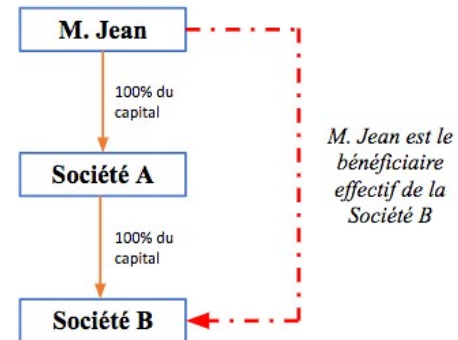 M. Jean
100% du
capital
Société A
M. Jean est le
bénéficiaire
effectif de la
Société B
100% du
capital
Société B